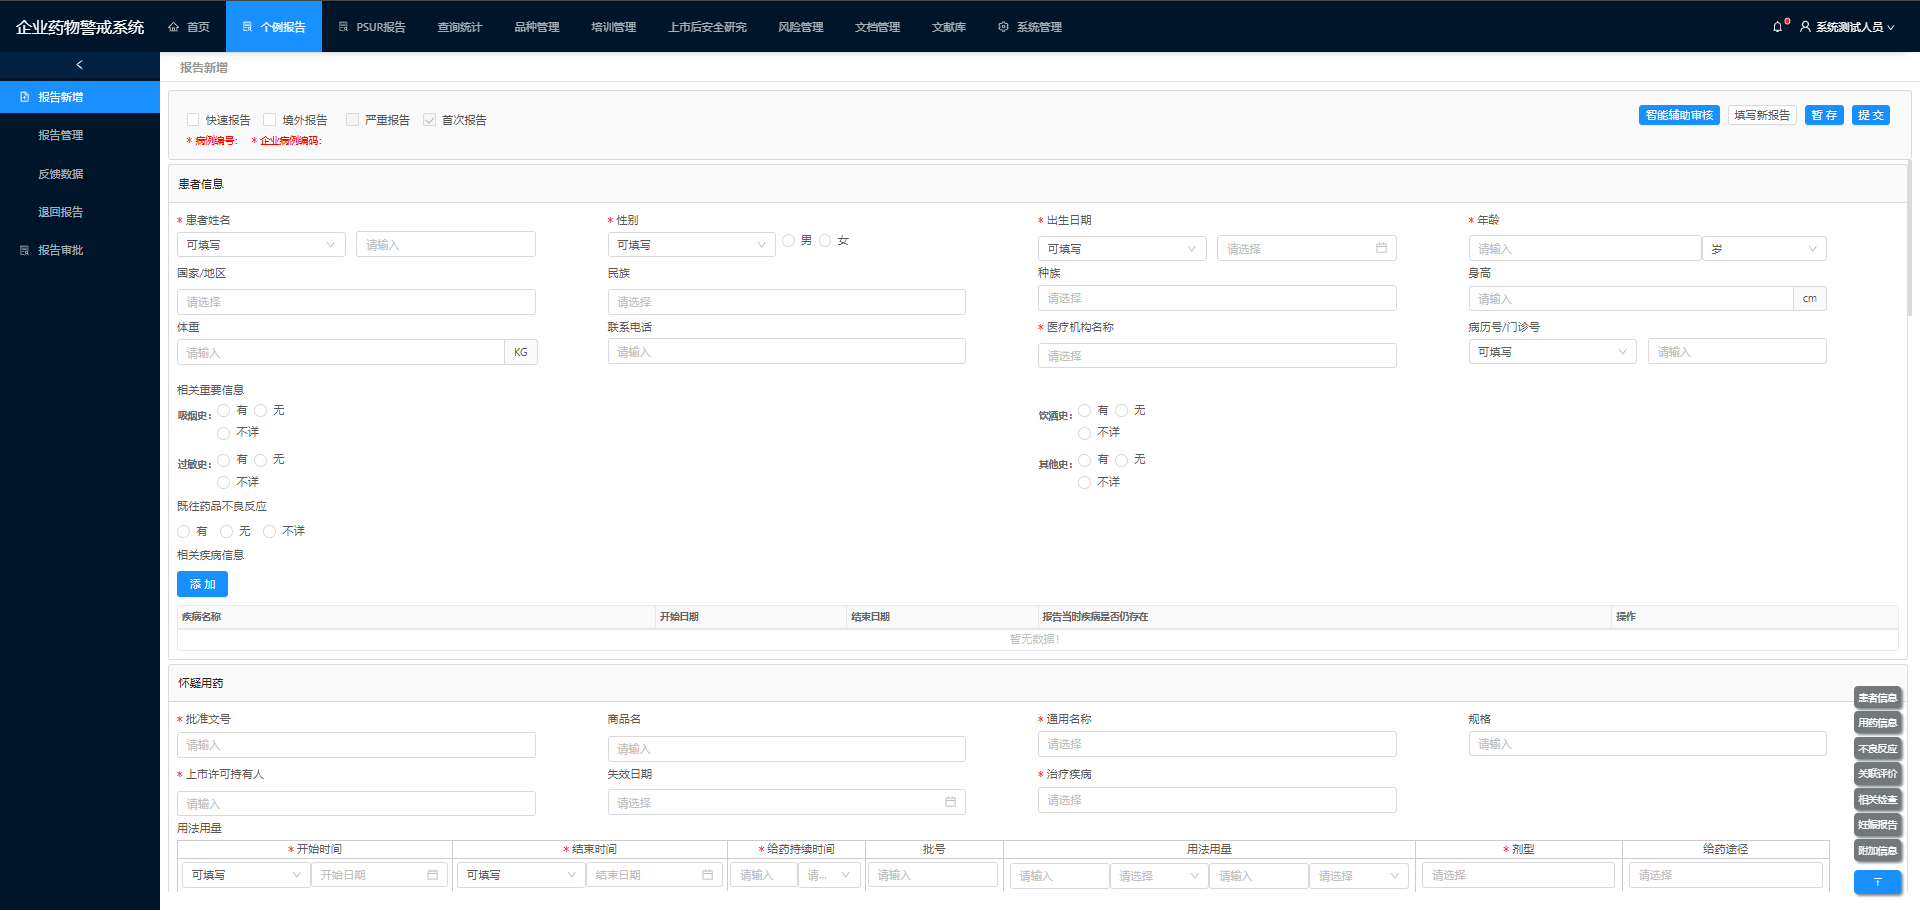 企业药物警戒系统 首页 个例报告 PSUR报告 查询统计 品种管理 培训管理 上市后安全研究 风险管理 文档管理 文献库 系统管理 系统测试人员
报告新增
报告管理
反馈数据
退回报告
报告审批
报告新增
快速报告 境外报告 严重报告 首次报告 智能辅助审核 填写新报告 暂 存 提 交
* 病例编号: * 企业病例编码:
患者信息
* 患者姓名 * 性别 * 出生日期 * 年龄
可填写 请输入 可填写 男 女 可填写 请选择 请输入 岁
国家/地区 民族 种族 身高
请选择 请选择 请选择 请输入 cm
体重 联系电话 * 医疗机构名称 病历号/门诊号
请输入 KG 请输入 请选择 可填写 请输入
相关重要信息
吸烟史: 有 无 不详 饮酒史: 有 无 不详
过敏史: 有 无 不详 其他史: 有 无 不详
既往药品不良反应
有 无 不详
相关疾病信息
添 加
疾病名称 开始日期 结束日期 报告当时疾病是否仍存在 操作
暂无数据!
怀疑用药
* 批准文号 商品名 * 通用名称 规格
请输入 请输入 请选择 请输入
* 上市许可持有人 失效日期 * 治疗疾病
请输入 请选择 请选择
用法用量
* 开始时间 * 结束时间 * 给药持续时间 批号 用法用量 * 剂型 给药途径
可填写 开始日期 可填写 结束日期 请输入 请... 请输入 请输入 请选择 请输入 请选择 请选择 请选择
患者信息
用药信息
不良反应
关联评价
相关检查
妊娠报告
附加信息